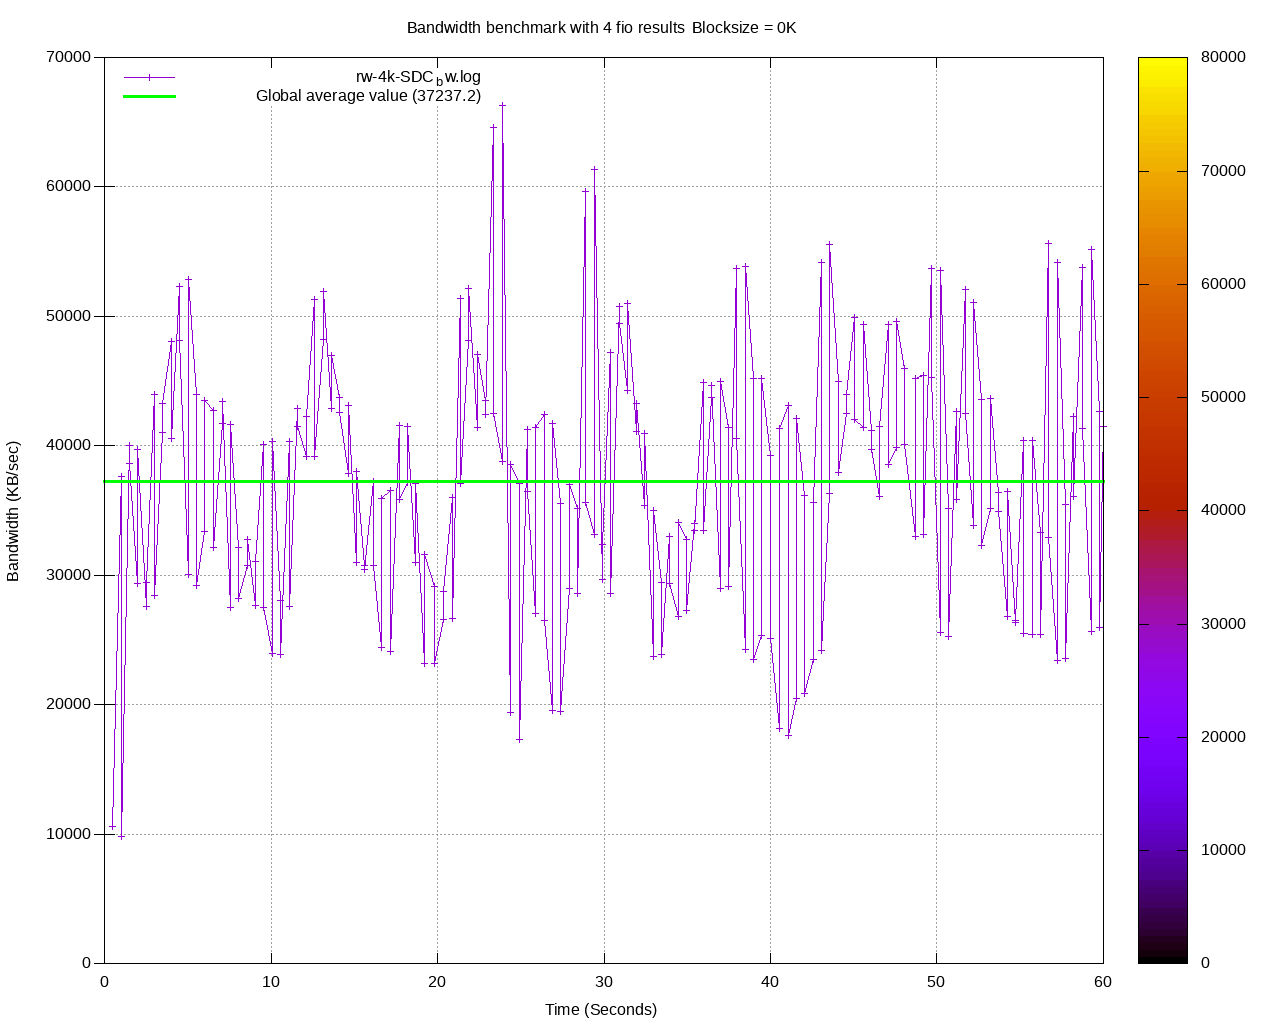 Bandwidth benchmark with 4 fio results Blocksize = 0K
rw-4k-SDCbw.log
Global average value (37237.2)
70000
60000
50000
40000
30000
20000
10000
0
Bandwidth (KB/sec)
0 10 20 30 40 50 60
Time (Seconds)
80000
70000
60000
50000
40000
30000
20000
10000
0